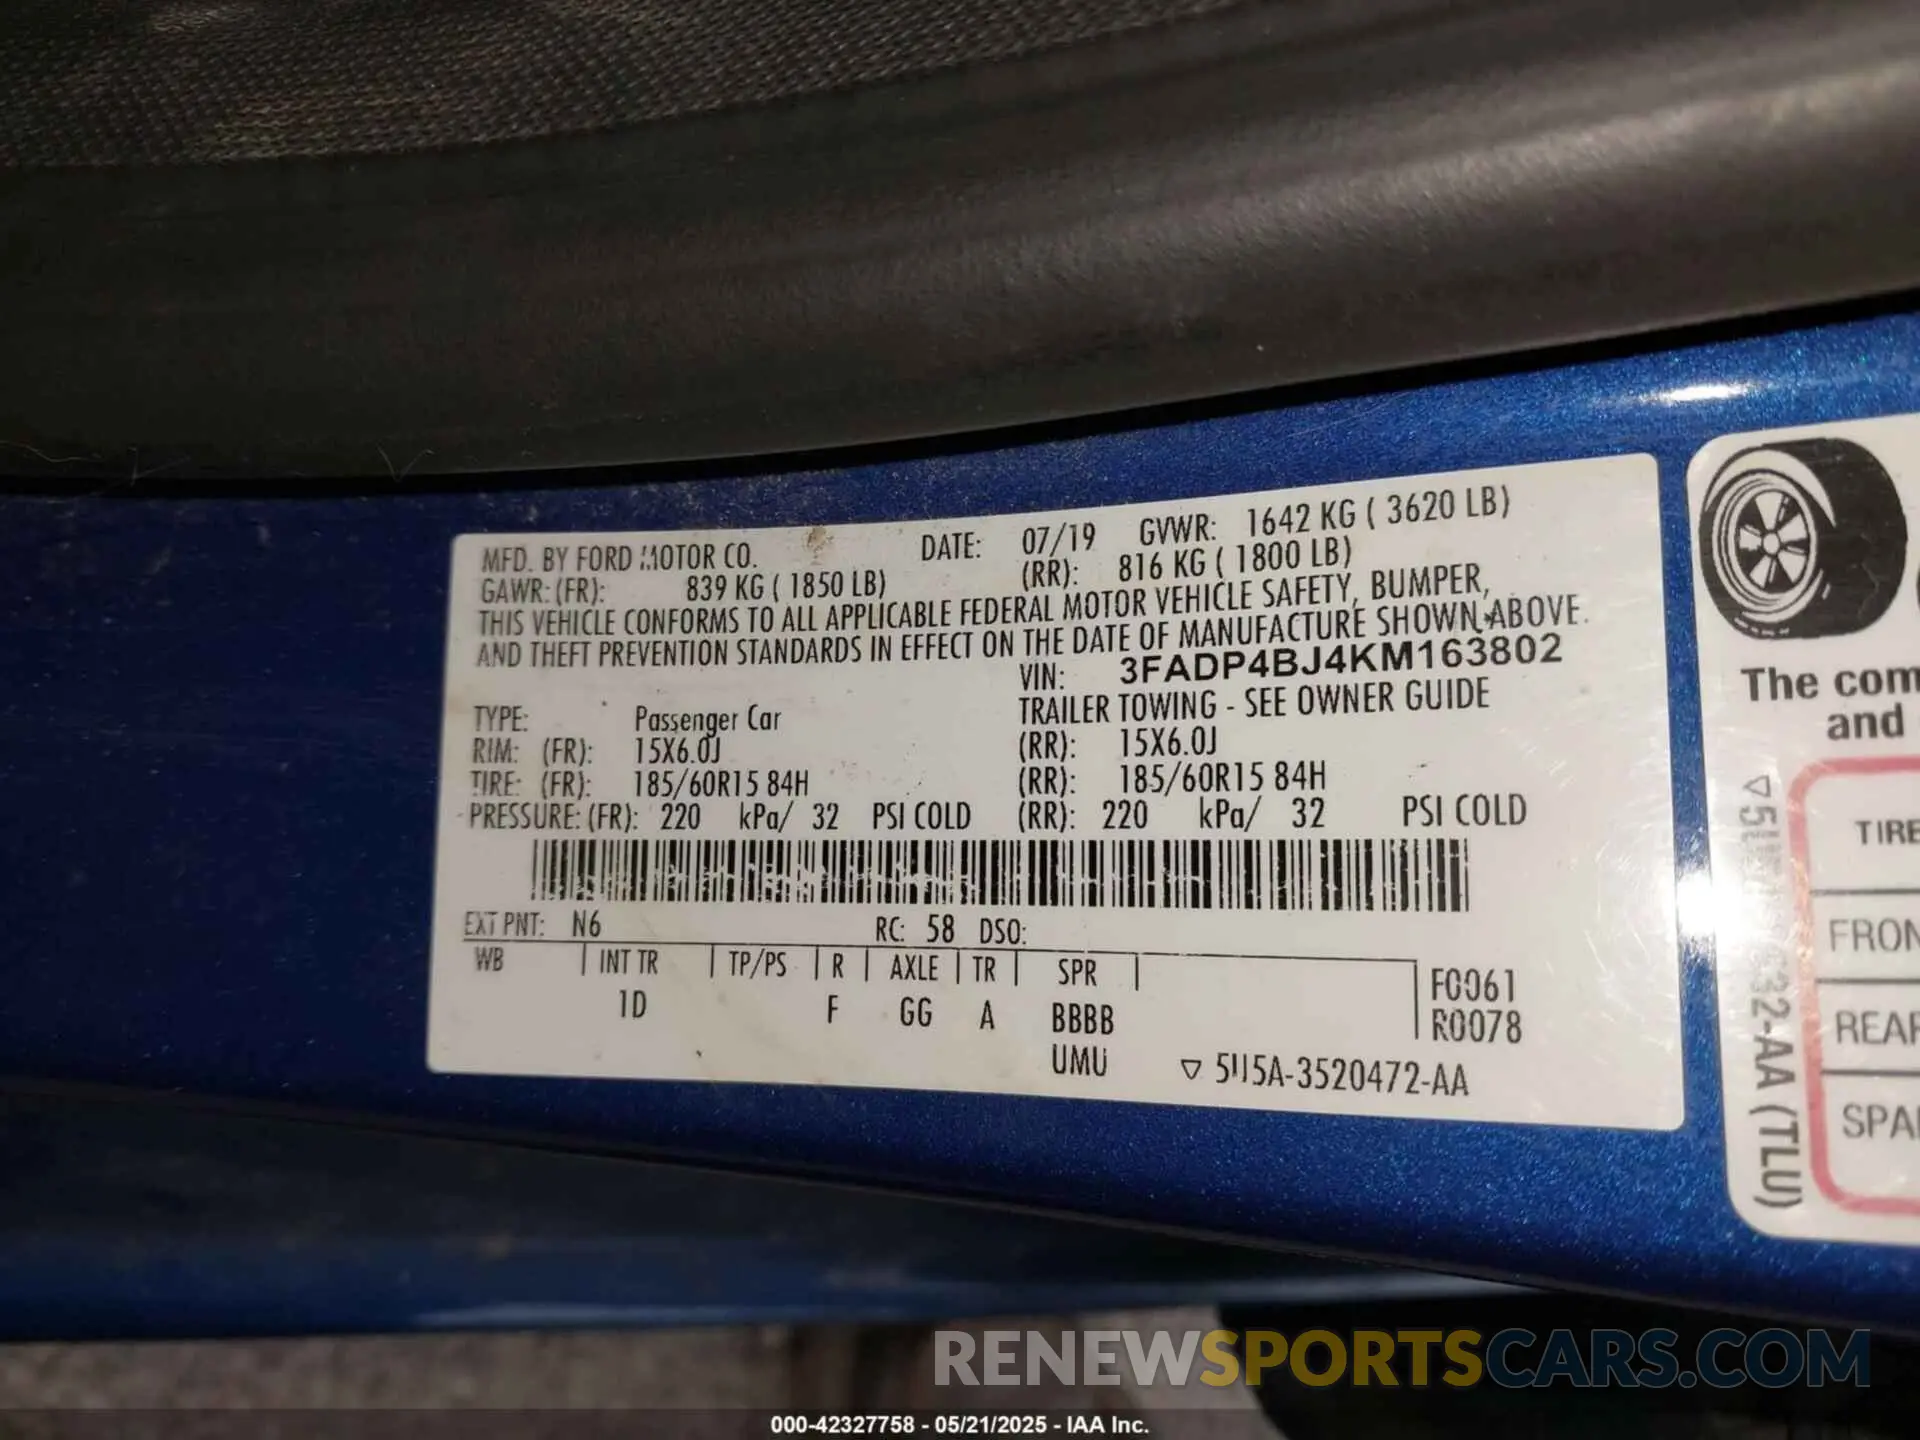 MFD. BY FORD MOTOR CO. DATE: 07/19 GVWR: 1642 KG ( 3620 LB)
GAWR: (FR): 839 KG ( 1850 LB) (RR): 816 KG ( 1800 LB)
THIS VEHICLE CONFORMS TO ALL APPLICABLE FEDERAL MOTOR VEHICLE SAFETY, BUMPER,
AND THEFT PREVENTION STANDARDS IN EFFECT ON THE DATE OF MANUFACTURE SHOWN ABOVE.
VIN: 3FADP4BJ4KM163802
TYPE: Passenger Car TRAILER TOWING - SEE OWNER GUIDE
RIM: (FR): 15X6.0J (RR): 15X6.0J
TIRE: (FR): 185/60R15 84H (RR): 185/60R15 84H
PRESSURE: (FR): 220 kPa/ 32 PSI COLD (RR): 220 kPa/ 32 PSI COLD
EXT PNT: N6 RC: 58 DSO:
WB INT TR TP/PS R AXLE TR SPR F0061
1D F GG A BBBB R0078
UMU
The com
and
TIRE
FRON
REAR
SPAR
32-AA (TLU)
RENEWSPORTSCARS.COM
000-42327758 - 05/21/2025 - IAA Inc.